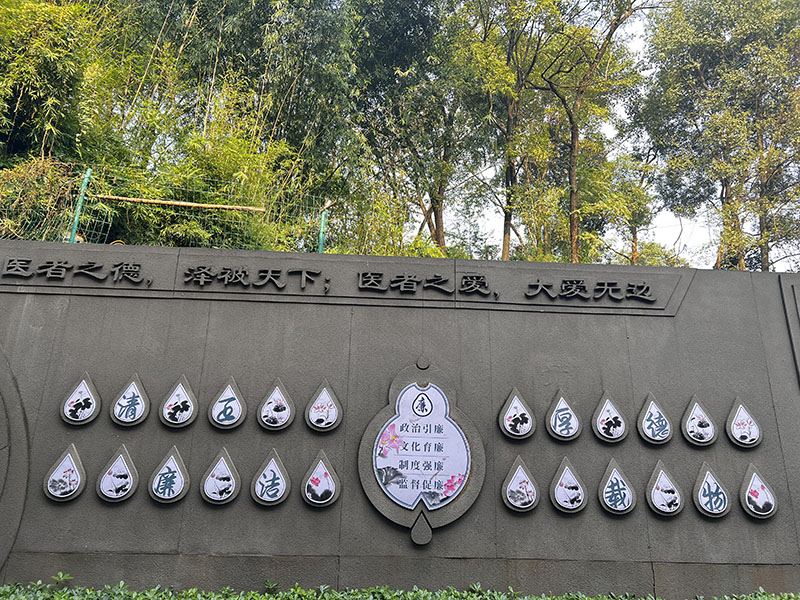 医者之德，泽被天下；医者之爱，大爱无边
清正
廉洁
廉
政治引廉
文化育廉
制度强廉
监督促廉
厚德
载物